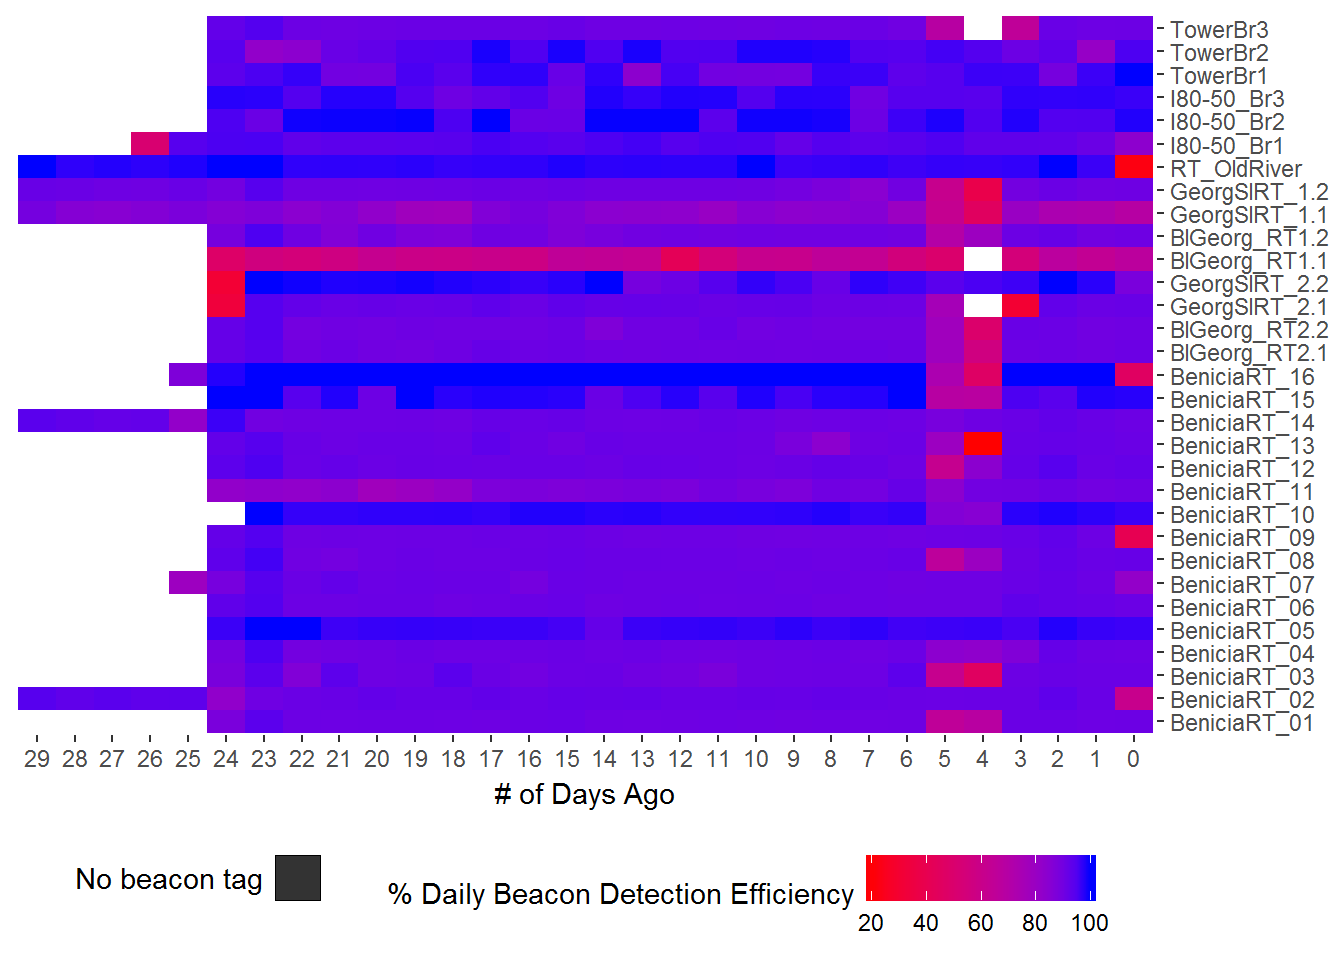 TowerBr3
TowerBr2
TowerBr1
I80-50_Br3
I80-50_Br2
I80-50_Br1
RT_OldRiver
GeorgSlRT_1.2
GeorgSlRT_1.1
BlGeorg_RT1.2
BlGeorg_RT1.1
GeorgSlRT_2.2
GeorgSlRT_2.1
BlGeorg_RT2.2
BlGeorg_RT2.1
BeniciaRT_16
BeniciaRT_15
BeniciaRT_14
BeniciaRT_13
BeniciaRT_12
BeniciaRT_11
BeniciaRT_10
BeniciaRT_09
BeniciaRT_08
BeniciaRT_07
BeniciaRT_06
BeniciaRT_05
BeniciaRT_04
BeniciaRT_03
BeniciaRT_02
BeniciaRT_01
29 28 27 26 25 24 23 22 21 20 19 18 17 16 15 14 13 12 11 10 9 8 7 6 5 4 3 2 1 0
# of Days Ago
No beacon tag
% Daily Beacon Detection Efficiency
20 40 60 80 100